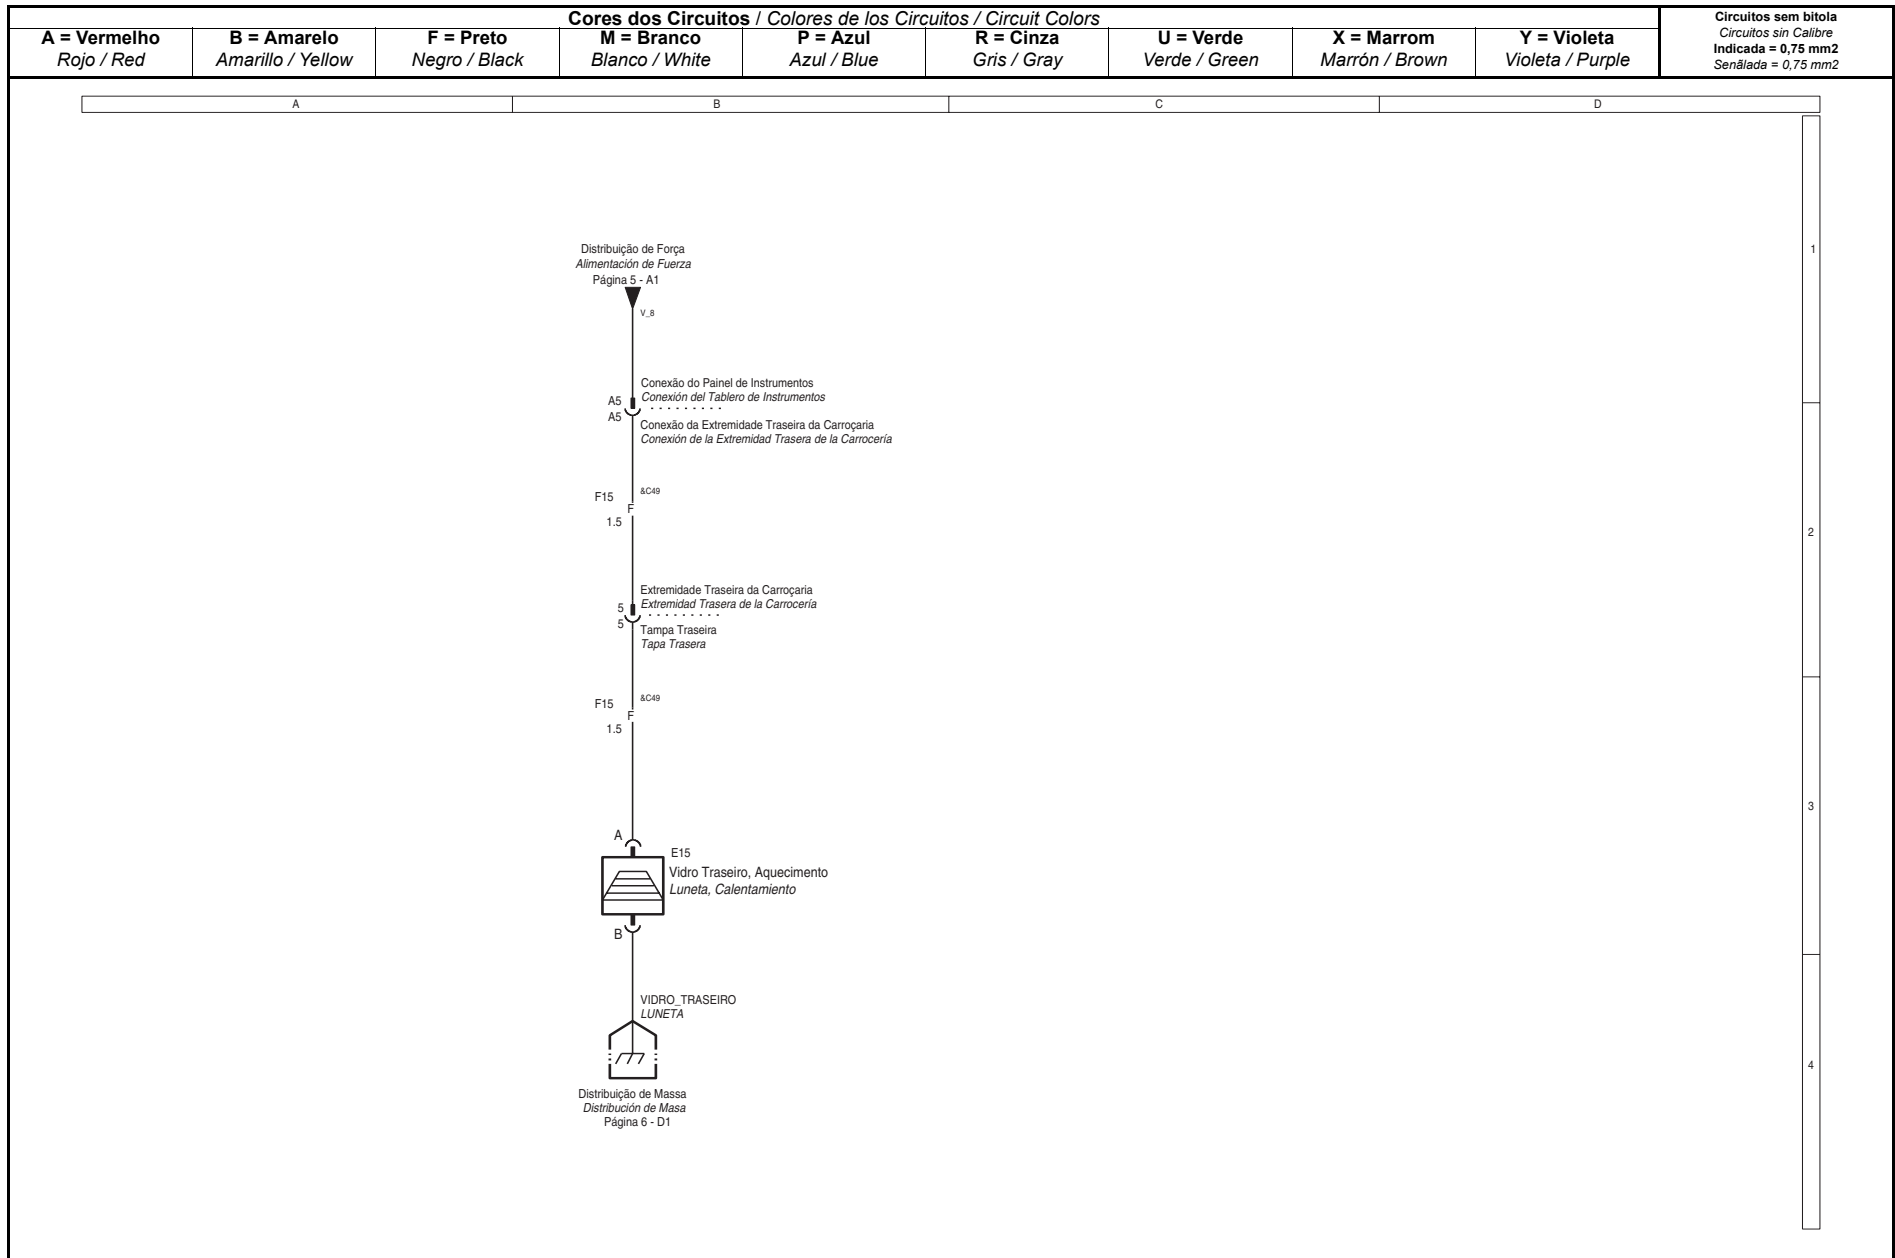 Cores dos Circuitos / Colores de los Circuitos / Circuit Colors
A = Vermelho
Rojo / Red
B = Amarelo
Amarillo / Yellow
F = Preto
Negro / Black
M = Branco
Blanco / White
P = Azul
Azul / Blue
R = Cinza
Gris / Gray
U = Verde
Verde / Green
X = Marrom
Marrón / Brown
Y = Violeta
Violeta / Purple
Circuitos sem bitola
Circuitos sin Calibre
Indicada = 0,75 mm2
Senãlada = 0,75 mm2
A
B
C
D
1
2
3
4
Distribuição de Força
Alimentación de Fuerza
Página 5 - A1
V_8
Conexão do Painel de Instrumentos
Conexión del Tablero de Instrumentos
A5
A5
Conexão da Extremidade Traseira da Carroçaria
Conexión de la Extremidad Trasera de la Carrocería
F15
&C49
F
1.5
Extremidade Traseira da Carroçaria
Extremidad Trasera de la Carrocería
5
5
Tampa Traseira
Tapa Trasera
F15
&C49
F
1.5
A
E15
Vidro Traseiro, Aquecimento
Luneta, Calentamiento
B
VIDRO_TRASEIRO
LUNETA
Distribuição de Massa
Distribución de Masa
Página 6 - D1